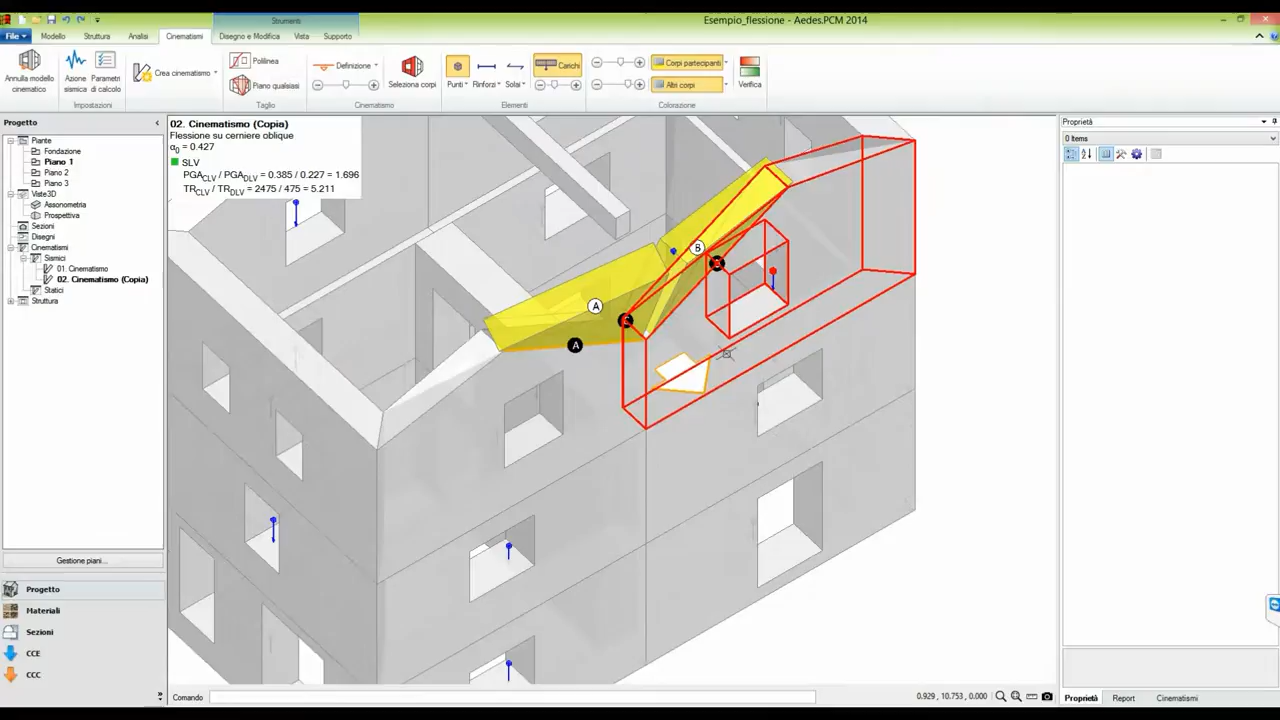 Strumenti
Esempio_flessione - Aedes.PCM 2014
File
Modello
Struttura
Analisi
Cinematismi
Disegno e Modifica
Vista
Supporto
Annulla modello
cinematico
Azione
sismica
Parametri
di calcolo
Impostazioni
Crea cinematismo
Polilinea
Piano qualsiasi
Taglio
Definizione
Cinematismo
Seleziona corpi
Punti
Rinforzi
Solai
Carichi
Elementi
Corpi partecipanti
Altri corpi
Colorazione
Verifica
Progetto
Piante
Fondazione
Piano 1
Piano 2
Piano 3
Viste3D
Assonometria
Prospettiva
Sezioni
Disegni
Cinematismi
Sismici
01. Cinematismo
02. Cinematismo (Copia)
Statici
Struttura
Gestione piani...
Progetto
Materiali
Sezioni
CCE
CCC
02. Cinematismo (Copia)
Flessione su cerniere oblique
α0 = 0.427
SLV
PGACLV / PGADLV = 0.385 / 0.227 = 1.696
TRCLV / TRDLV = 2475 / 475 = 5.211
A
B
A
Comando
0.929 , 10.753 , 0.000
Proprietà
0 Items
Proprietà
Report
Cinematismi